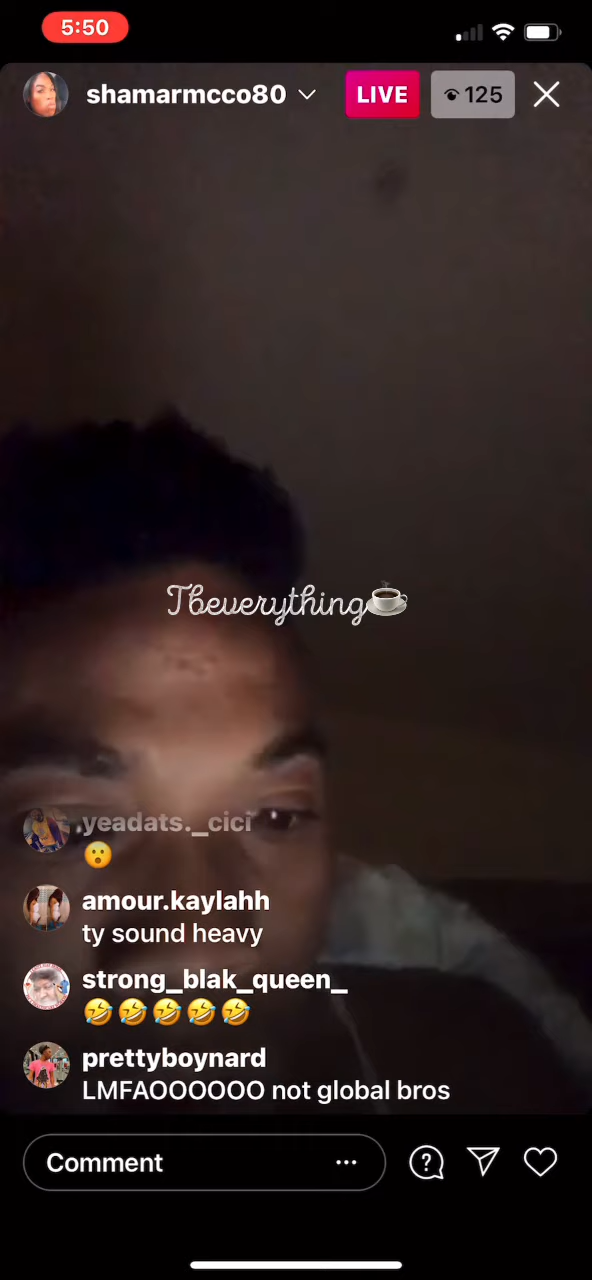 5:50
shamarmcco80
LIVE
125
Tbeverything☕
.yeadats._cici
😮
amour.kaylahh
ty sound heavy
strong_blak_queen_
🤣🤣🤣🤣🤣
prettyboynard
LMFAOOOOOO not global bros
Comment